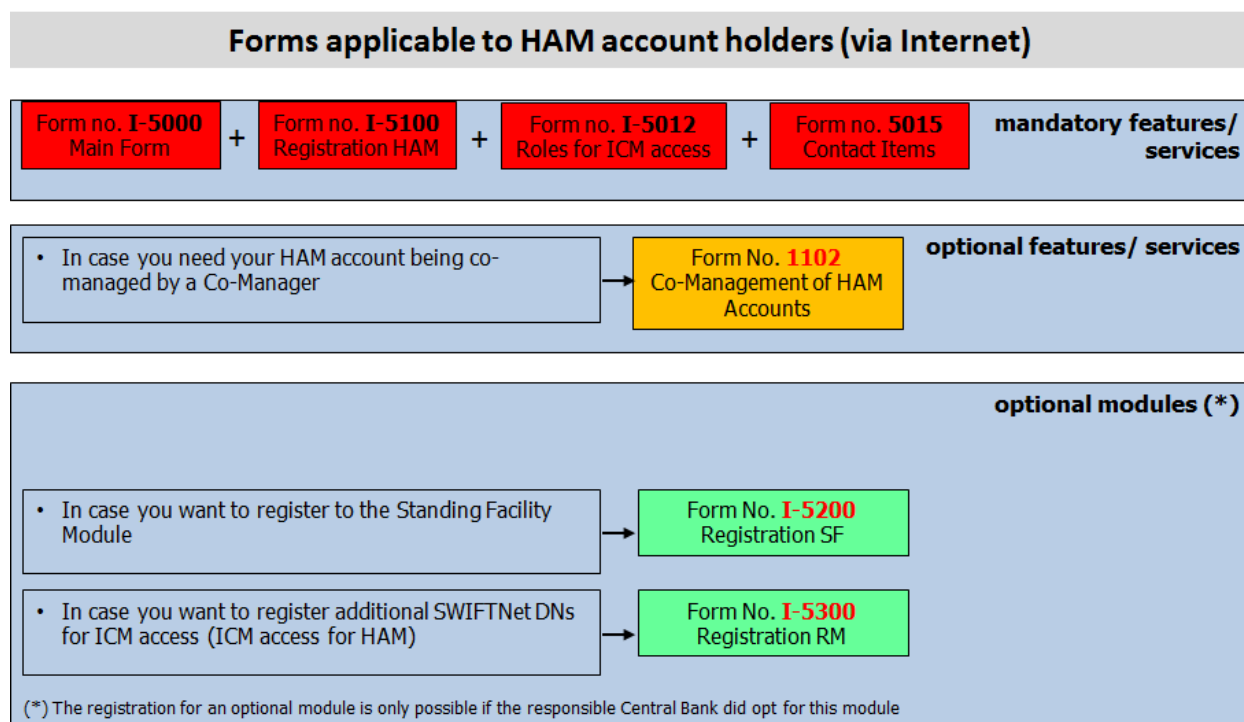 Forms applicable to HAM account holders (via Internet)
Form no. I-5000
Main Form
+
Form no. I-5100
Registration HAM
+
Form no. I-5012
Roles for ICM access
+
Form no. 5015
Contact Items
mandatory features/
services
• In case you need your HAM account being co-
managed by a Co-Manager
Form No. 1102
Co-Management of HAM
Accounts
optional features/ services
optional modules (*)
• In case you want to register to the Standing Facility
Module
Form No. I-5200
Registration SF
• In case you want to register additional SWIFTNet DNs
for ICM access (ICM access for HAM)
Form No. I-5300
Registration RM
(*) The registration for an optional module is only possible if the responsible Central Bank did opt for this module